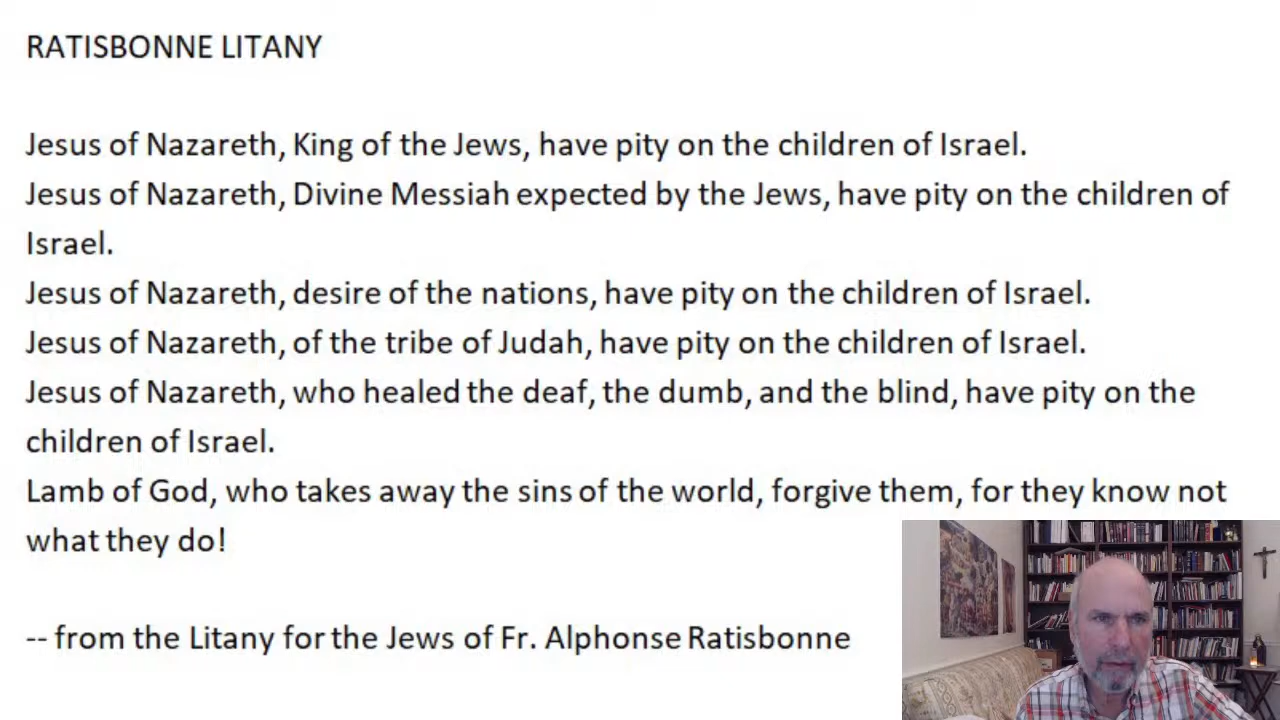 RATISBONNE LITANY
Jesus of Nazareth, King of the Jews, have pity on the children of Israel.
Jesus of Nazareth, Divine Messiah expected by the Jews, have pity on the children of
Israel.
Jesus of Nazareth, desire of the nations, have pity on the children of Israel.
Jesus of Nazareth, of the tribe of Judah, have pity on the children of Israel.
Jesus of Nazareth, who healed the deaf, the dumb, and the blind, have pity on the
children of Israel.
Lamb of God, who takes away the sins of the world, forgive them, for they know not
what they do!
-- from the Litany for the Jews of Fr. Alphonse Ratisbonne